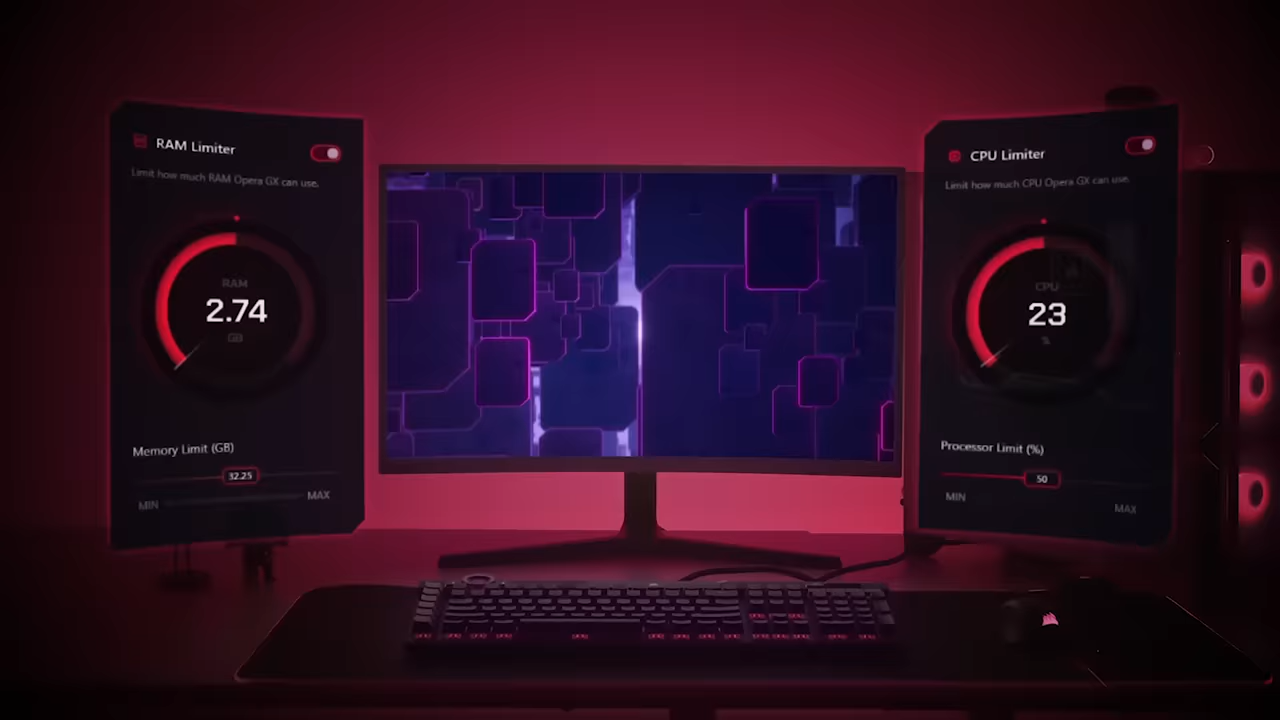 RAM Limiter
Limit how much RAM Opera GX can use.
RAM
2.74
GB
Memory Limit (GB)
32.25
MIN
MAX
CPU Limiter
Limit how much CPU Opera GX can use.
CPU
23
%
Processor Limit (%)
50
MIN
MAX